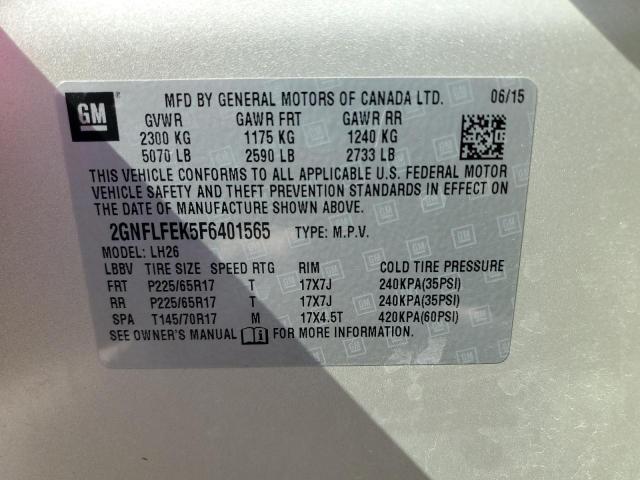 GM MFD BY GENERAL MOTORS OF CANADA LTD. 06/15
GVWR GAWR FRT GAWR RR
2300 KG 1175 KG 1240 KG
5070 LB 2590 LB 2733 LB
THIS VEHICLE CONFORMS TO ALL APPLICABLE U.S. FEDERAL MOTOR
VEHICLE SAFETY AND THEFT PREVENTION STANDARDS IN EFFECT ON
THE DATE OF MANUFACTURE SHOWN ABOVE.
2GNFLFEK5F6401565 TYPE: M.P.V.
MODEL: LH26
LBBV TIRE SIZE SPEED RTG RIM COLD TIRE PRESSURE
FRT P225/65R17 T 17X7J 240KPA(35PSI)
RR P225/65R17 T 17X7J 240KPA(35PSI)
SPA T145/70R17 M 17X4.5T 420KPA(60PSI)
SEE OWNER'S MANUAL i FOR MORE INFORMATION.